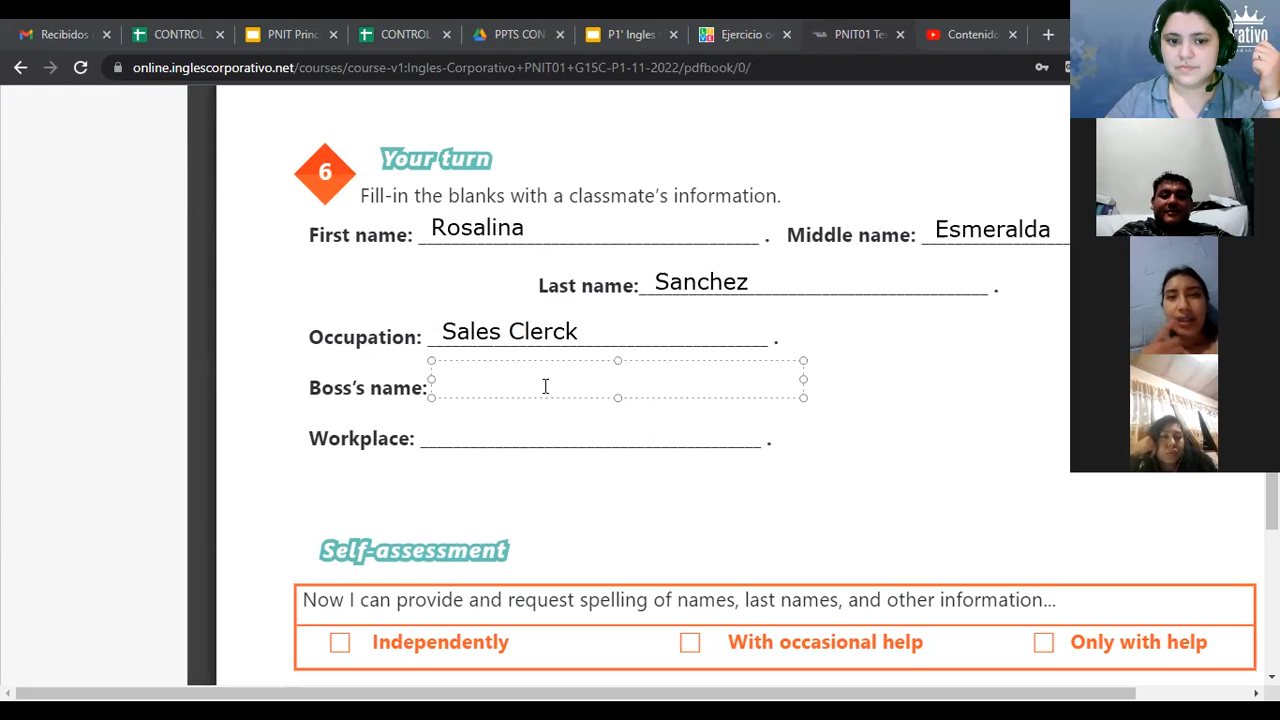 Recibidos
CONTROL
PNIT Princ
CONTROL
PPTS CON
P1' Ingles
Ejercicio o
PNIT01 Te
Contenido
online.inglescorporativo.net/courses/course-v1:Ingles-Corporativo+PNIT01+G15C-P1-11-2022/pdfbook/0/
6 Your turn
Fill-in the blanks with a classmate's information.
First name: Rosalina. Middle name: Esmeralda
Last name: Sanchez.
Occupation: Sales Clerck.
Boss's name:
Workplace: ________________________________________.
Self-assessment
Now I can provide and request spelling of names, last names, and other information...
Independently With occasional help Only with help